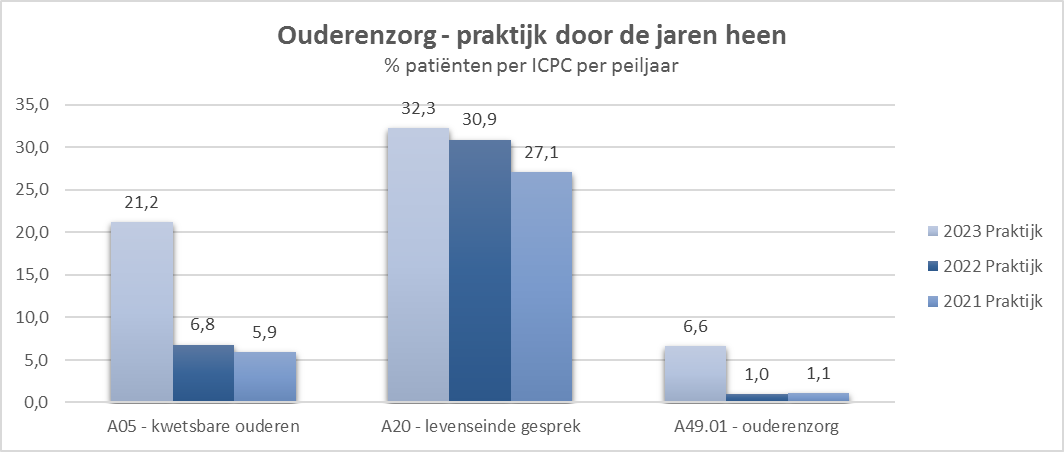 Ouderenzorg - praktijk door de jaren heen
% patiënten per ICPC per peiljaar
35,0
30,0
25,0
20,0
15,0
10,0
5,0
0,0
21,2
6,8
5,9
32,3
30,9
27,1
6,6
1,0
1,1
A05 - kwetsbare ouderen
A20 - levenseinde gesprek
A49.01 - ouderenzorg
2023 Praktijk
2022 Praktijk
2021 Praktijk